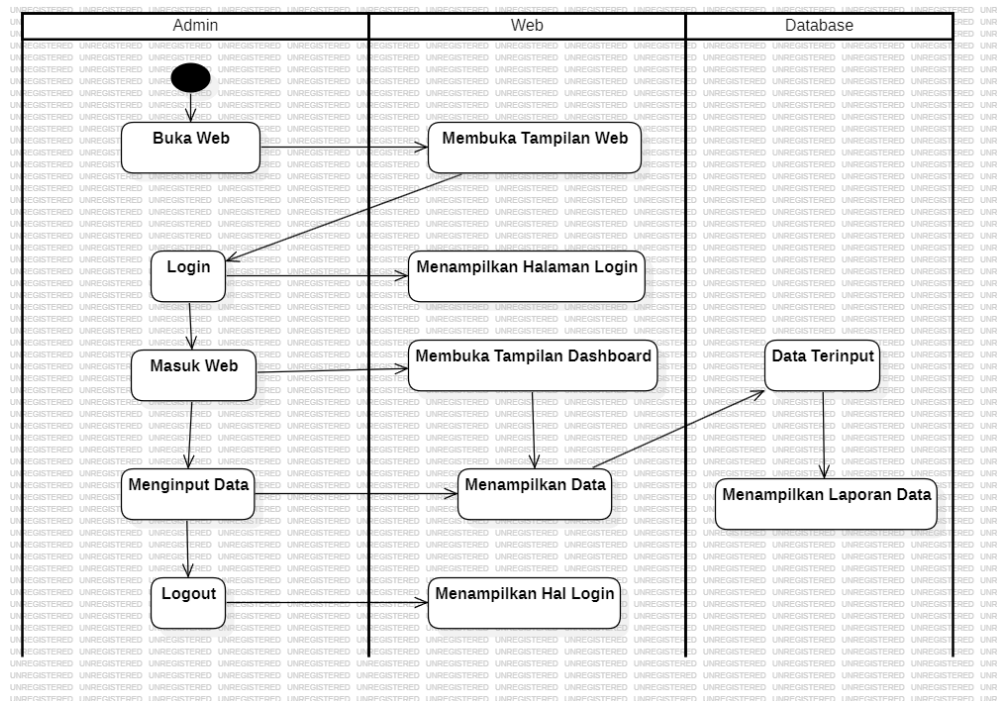 Admin Web Database
Buka Web Membuka Tampilan Web
Login Menampilkan Halaman Login
Masuk Web Membuka Tampilan Dashboard Data Terinput
Menginput Data Menampilkan Data Menampilkan Laporan Data
Logout Menampilkan Hal Login
UNREGISTERED